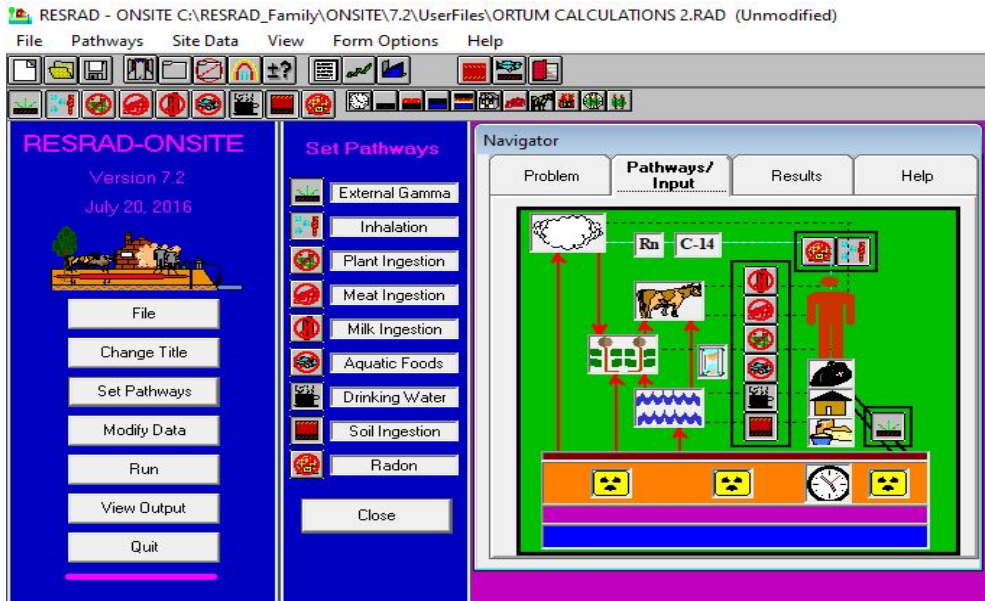 RESRAD - ONSITE C:\RESRAD_Family\ONSITE\7.2\UserFiles\ORTUM CALCULATIONS 2.RAD (Unmodified)
File Pathways Site Data View Form Options Help
±?
RESRAD-ONSITE
Version 7.2
July 20, 2016
File
Change Title
Set Pathways
Modify Data
Run
View Output
Quit
Set Pathways
External Gamma
Inhalation
Plant Ingestion
Meat Ingestion
Milk Ingestion
Aquatic Foods
Drinking Water
Soil Ingestion
Radon
Close
Navigator
Problem
Pathways/
Input
Results
Help
Rn
C-14